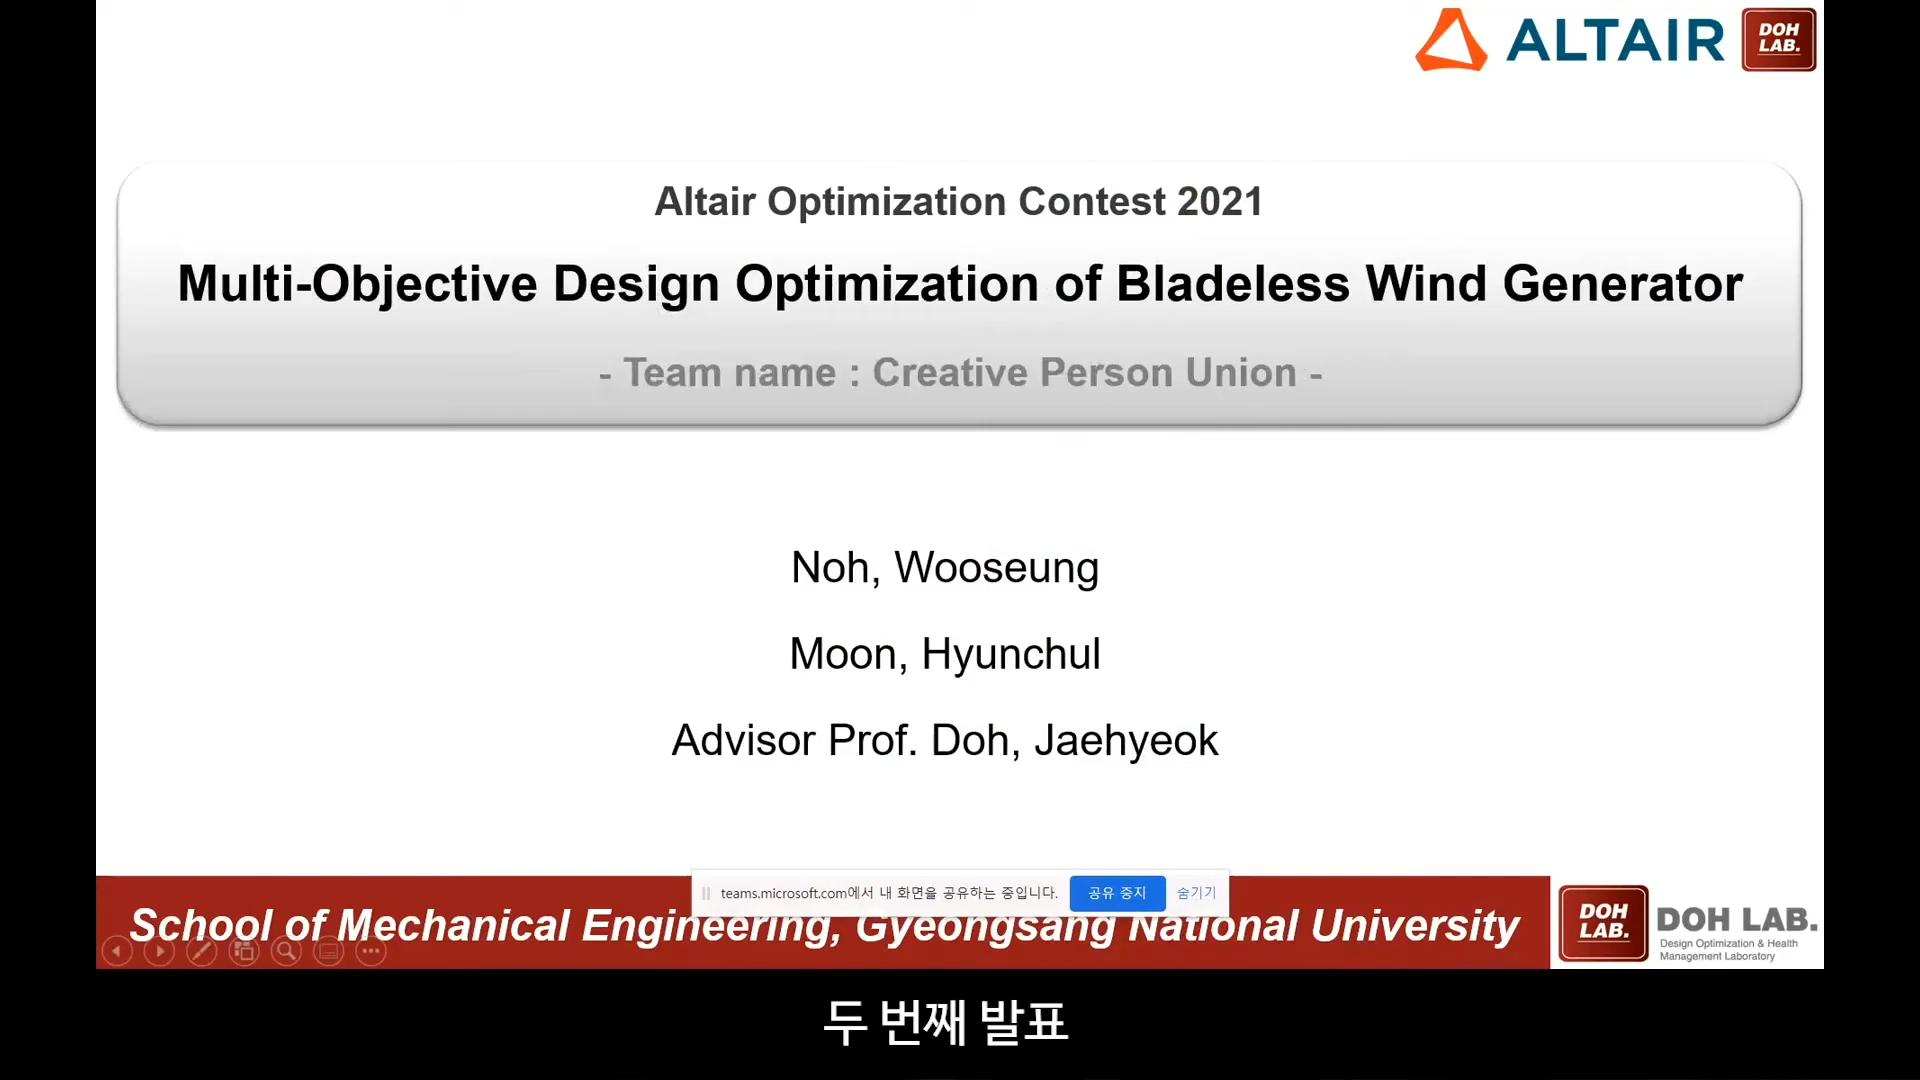 ALTAIR
DOH
LAB.
Altair Optimization Contest 2021
Multi-Objective Design Optimization of Bladeless Wind Generator
- Team name : Creative Person Union -
Noh, Wooseung
Moon, Hyunchul
Advisor Prof. Doh, Jaehyeok
teams.microsoft.com에서 내 화면을 공유하는 중입니다. 공유 중지 숨기기
School of Mechanical Engineering, Gyeongsang National University
DOH
LAB.
DOH LAB.
Design Optimization & Health
Management Laboratory
두 번째 발표